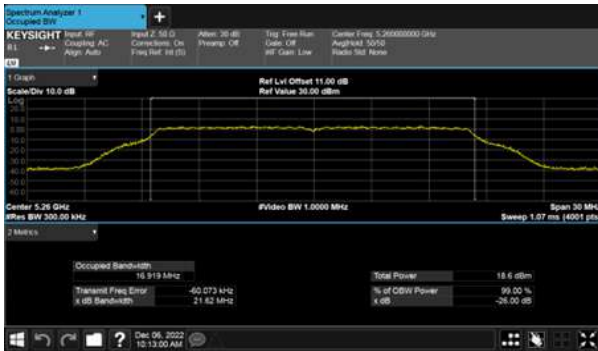 Spectrum Analyzer 1
Occupied BW
KEYSIGHT
Input: RF
Coupling: AC
Align: Auto
Input Z: 50 Ω
Corrections: On
Freq Ref: Int (S)
Atten: 30 dB
Preamp: Off
Trig: Free Run
Gate: Off
#IF Gain: Low
Center Freq: 5.260000000 GHz
Avg|Hold: 50/50
Radio Std: None
1 Graph
Scale/Div 10.0 dB
Ref Lvl Offset 11.00 dB
Ref Value 30.00 dBm
Log
20.0
10.0
0.00
Center 5.26 GHz
#Res BW 300.00 kHz
#Video BW 1.0000 MHz
Span 30 MHz
Sweep 1.07 ms (4001 pts
2 Metrics
Occupied Bandwidth
16.919 MHz
Transmit Freq Error -60.073 kHz
x dB Bandwidth 21.62 MHz
Total Power 18.6 dBm
% of OBW Power 99.00 %
x dB -26.00 dB
Dec 06, 2022
10:13:00 AM